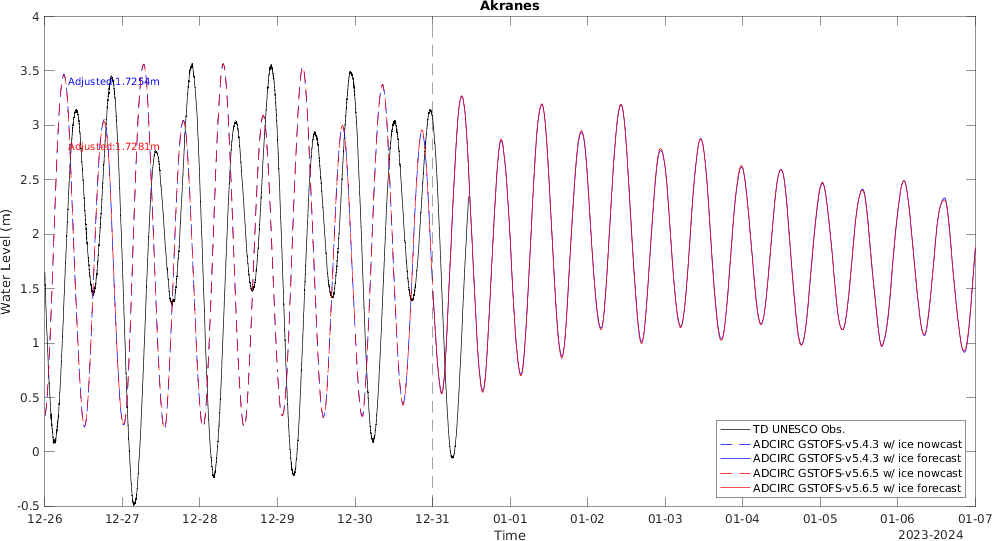 Akranes
4
3.5
3
2.5
2
1.5
1
0.5
0
-0.5
Water Level (m)
Adjusted:1.7254m
Adjusted:1.7281m
TD UNESCO Obs.
ADCIRC GSTOFS-v5.4.3 w/ ice nowcast
ADCIRC GSTOFS-v5.4.3 w/ ice forecast
ADCIRC GSTOFS-v5.6.5 w/ ice nowcast
ADCIRC GSTOFS-v5.6.5 w/ ice forecast
12-26 12-27 12-28 12-29 12-30 12-31 01-01 01-02 01-03 01-04 01-05 01-06 01-07
Time
2023-2024